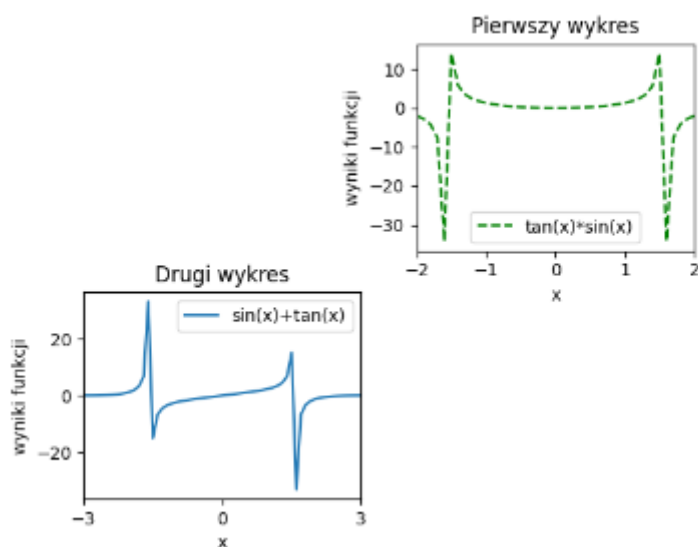 Pierwszy wykres
wyniki funkcji
10
0
−10
−20
−30
tan(x)*sin(x)
−2
−1
0
1
2
x
Drugi wykres
wyniki funkcji
20
0
−20
sin(x)+tan(x)
−3
0
3
x